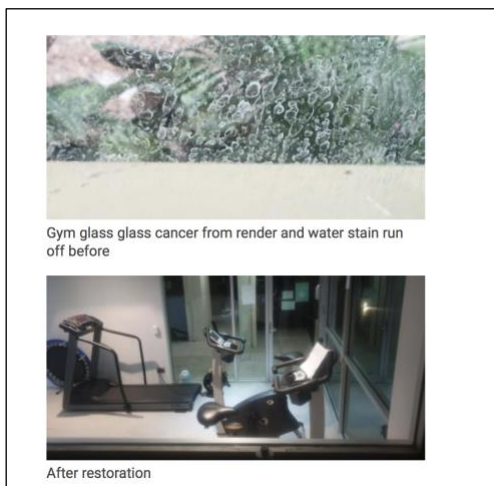 Gym glass glass cancer from render and water stain run
off before
After restoration